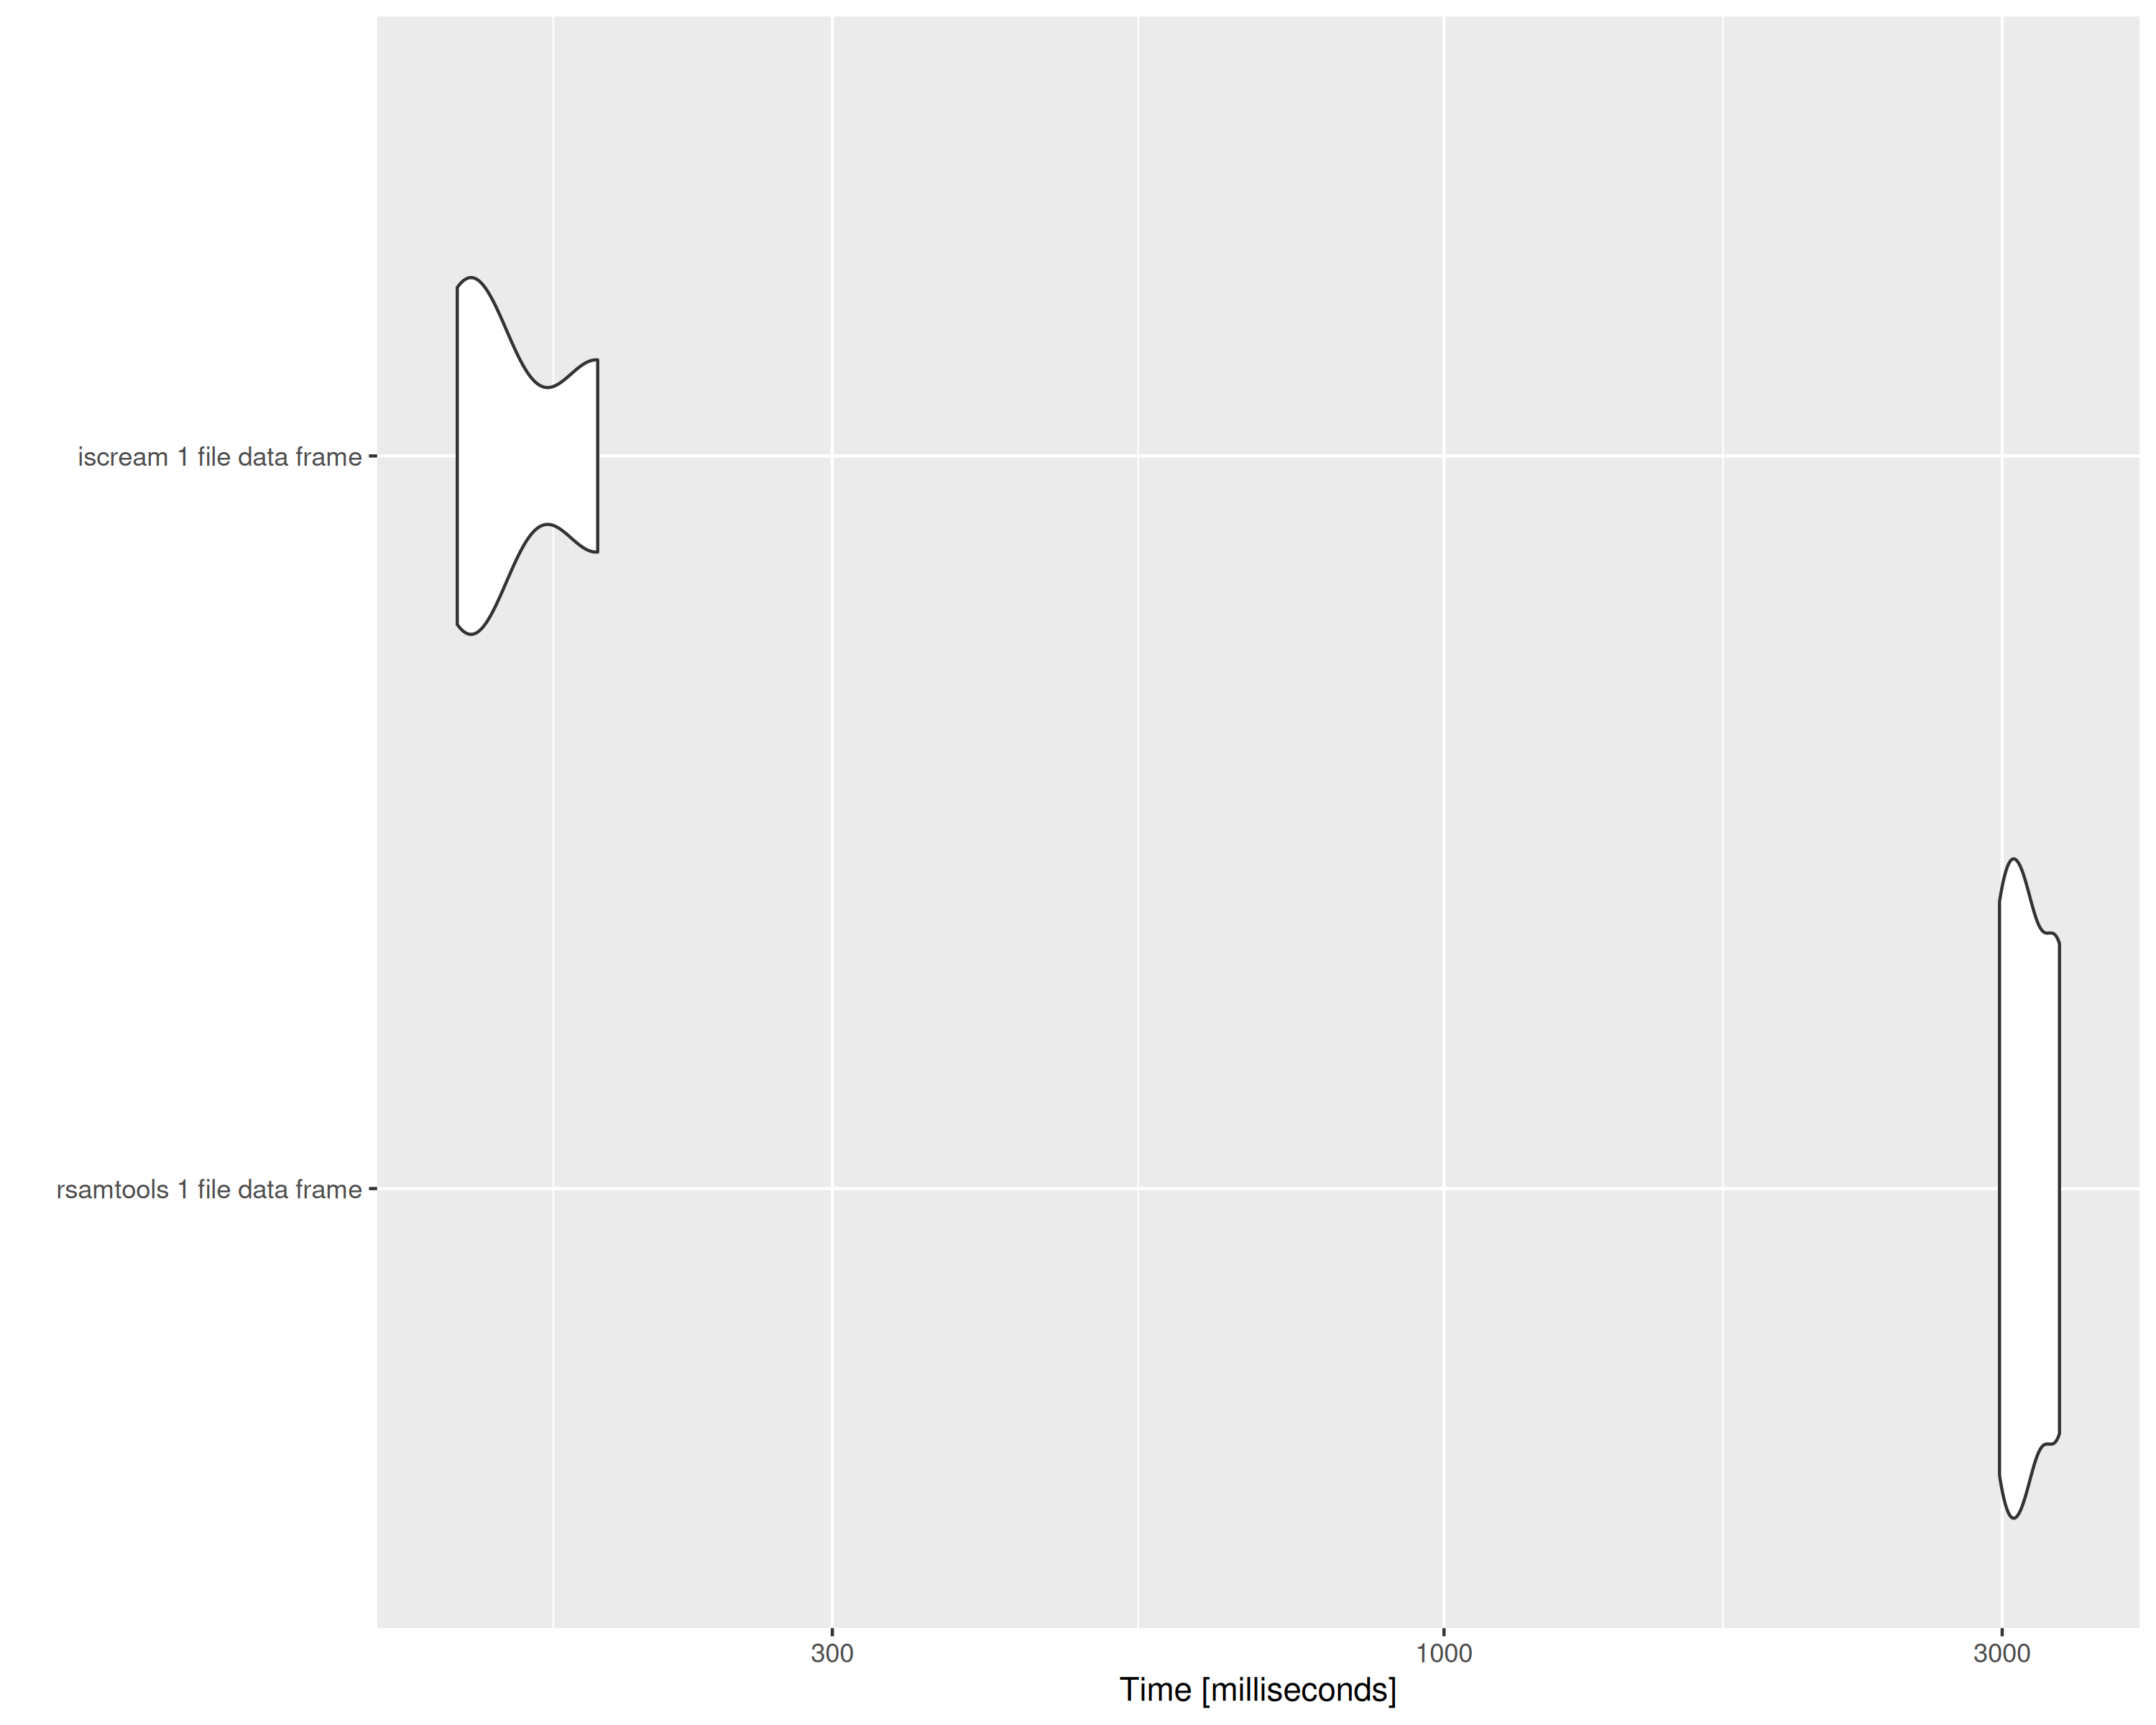 iscream 1 file data frame
rsamtools 1 file data frame
300
1000
3000
Time [milliseconds]